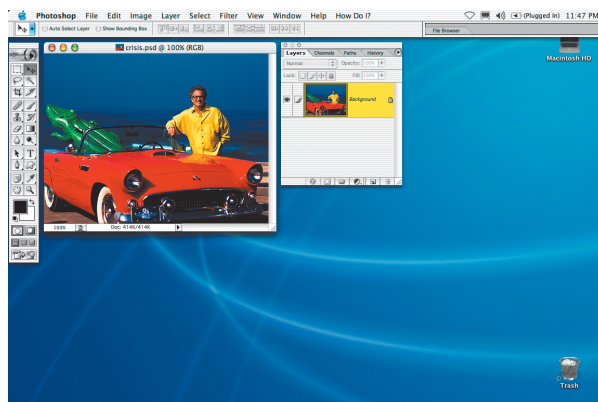 Photoshop File Edit Image Layer Select Filter View Window Help How Do I? (Plugged In) 11:47 PM
Auto Select Layer Show Bounding Box File Browser
Macintosh HD
crisis.psd @ 100% (RGB)
Layers Channels Paths History
Normal Opacity: 100%
Lock: Fill: 100%
Background
T
100% Doc: 414K/414K
Trash